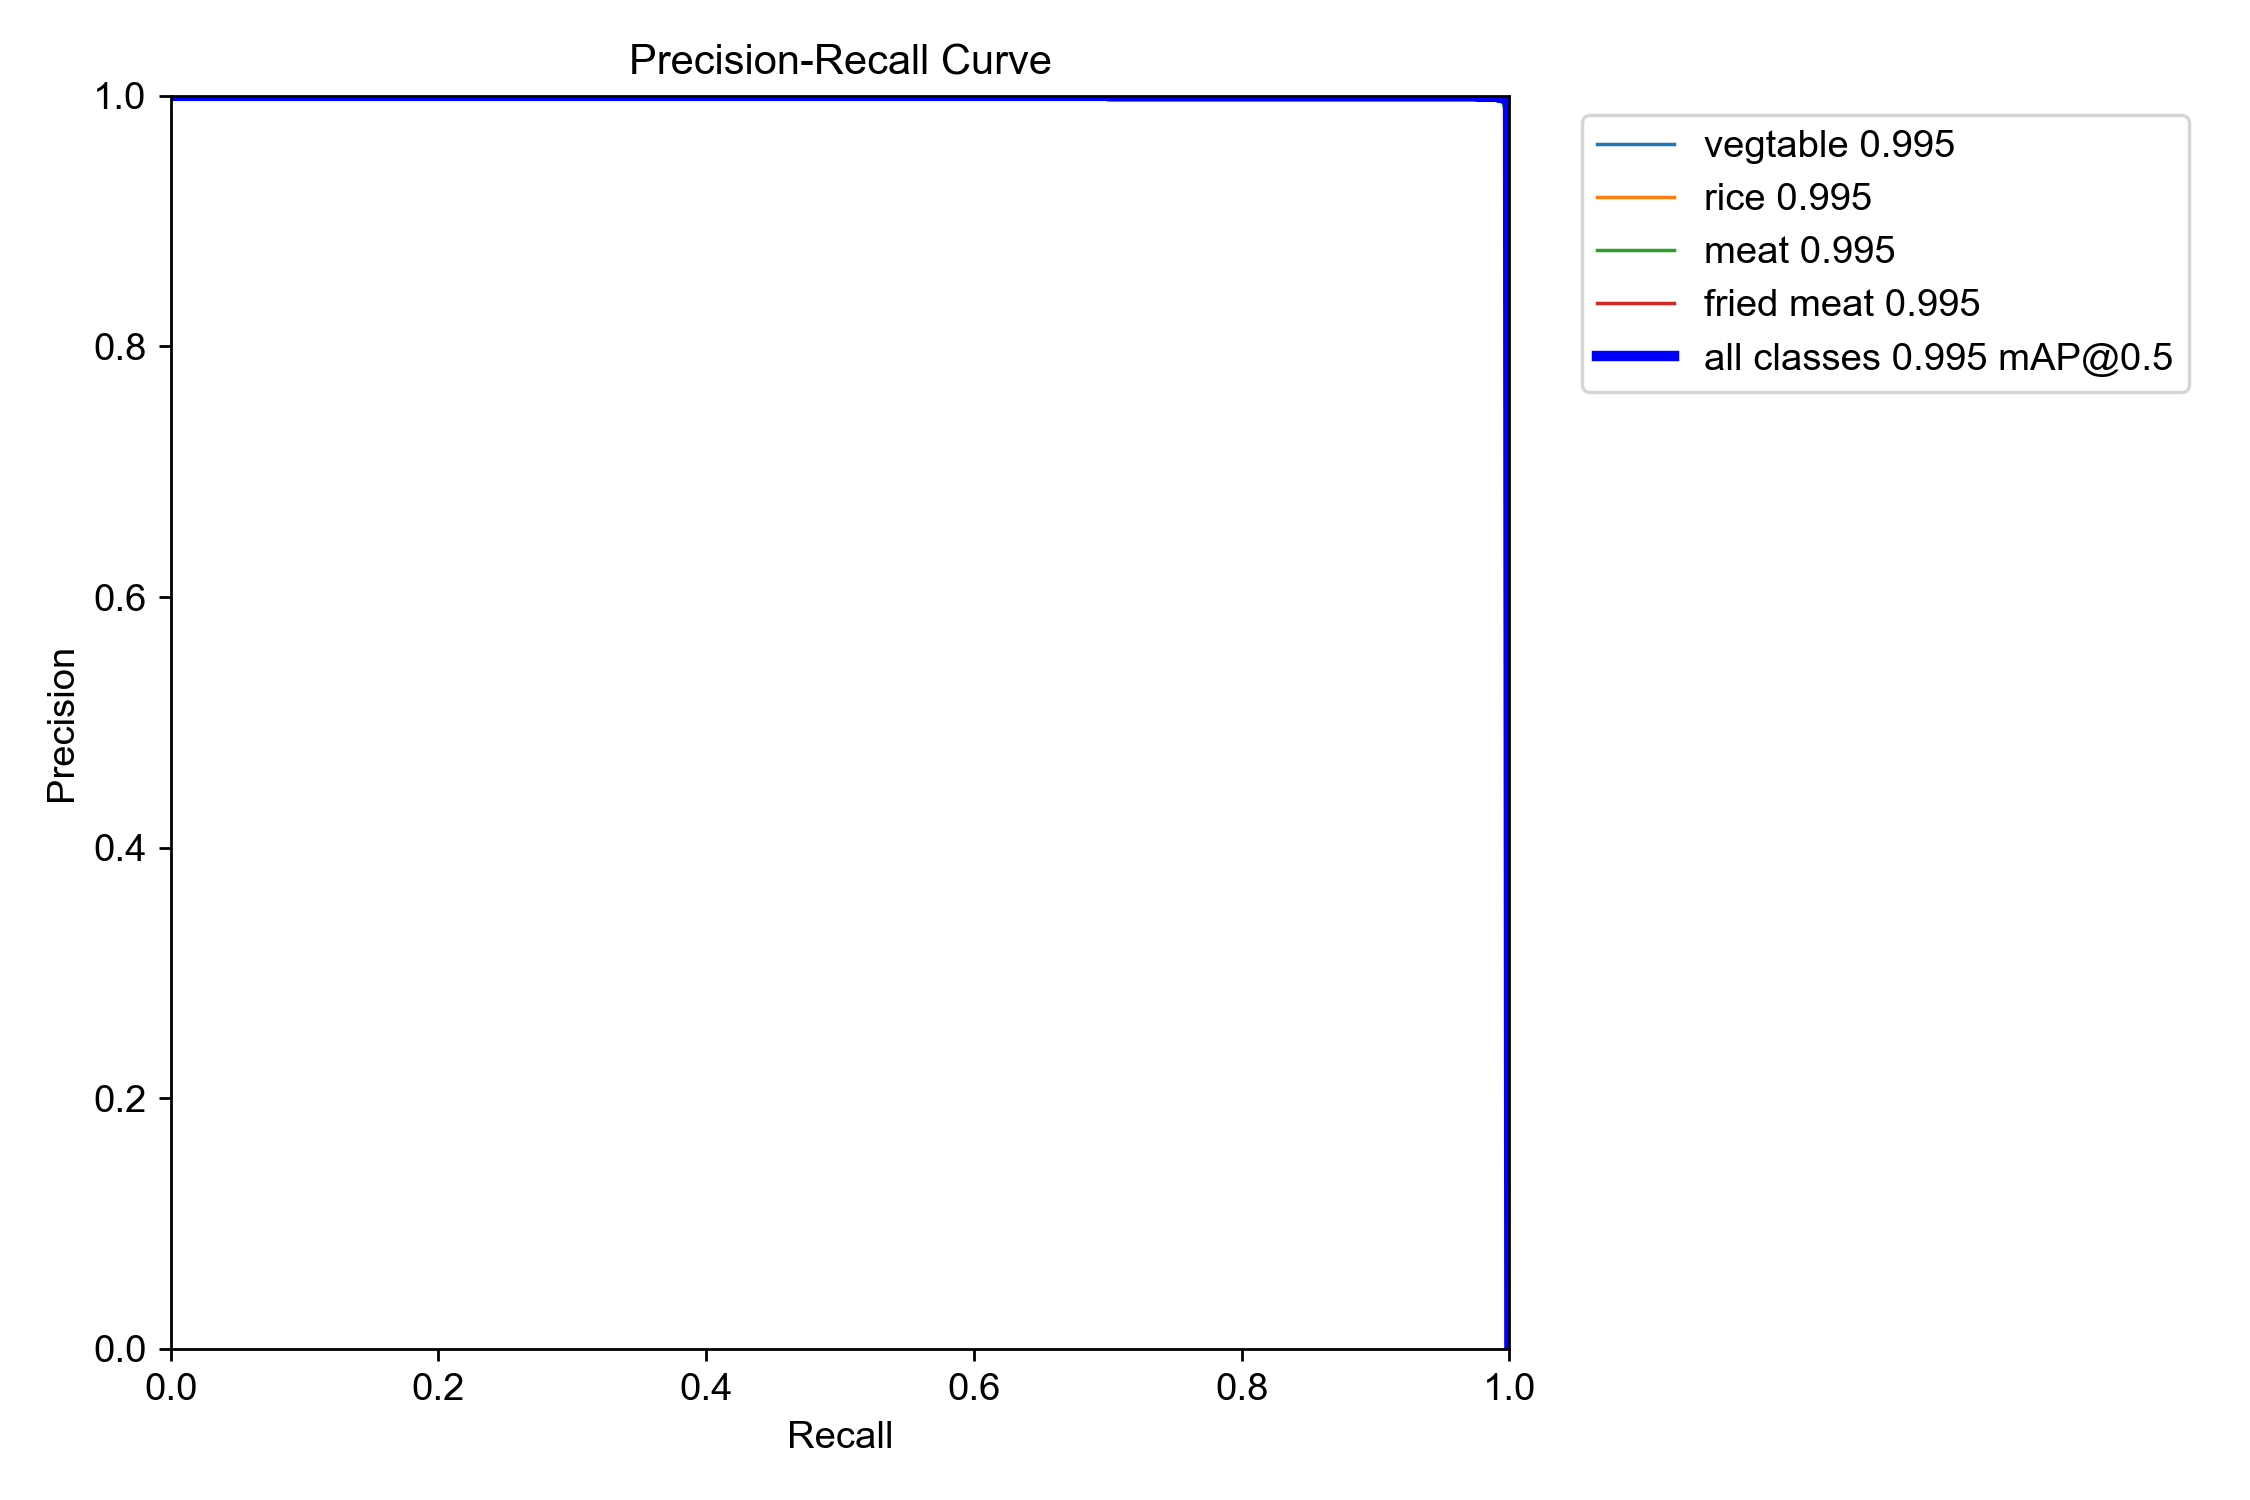 Precision-Recall Curve
1.0
0.8
0.6
0.4
0.2
0.0
Precision
0.0 0.2 0.4 0.6 0.8 1.0
Recall
vegtable 0.995
rice 0.995
meat 0.995
fried meat 0.995
all classes 0.995 mAP@0.5